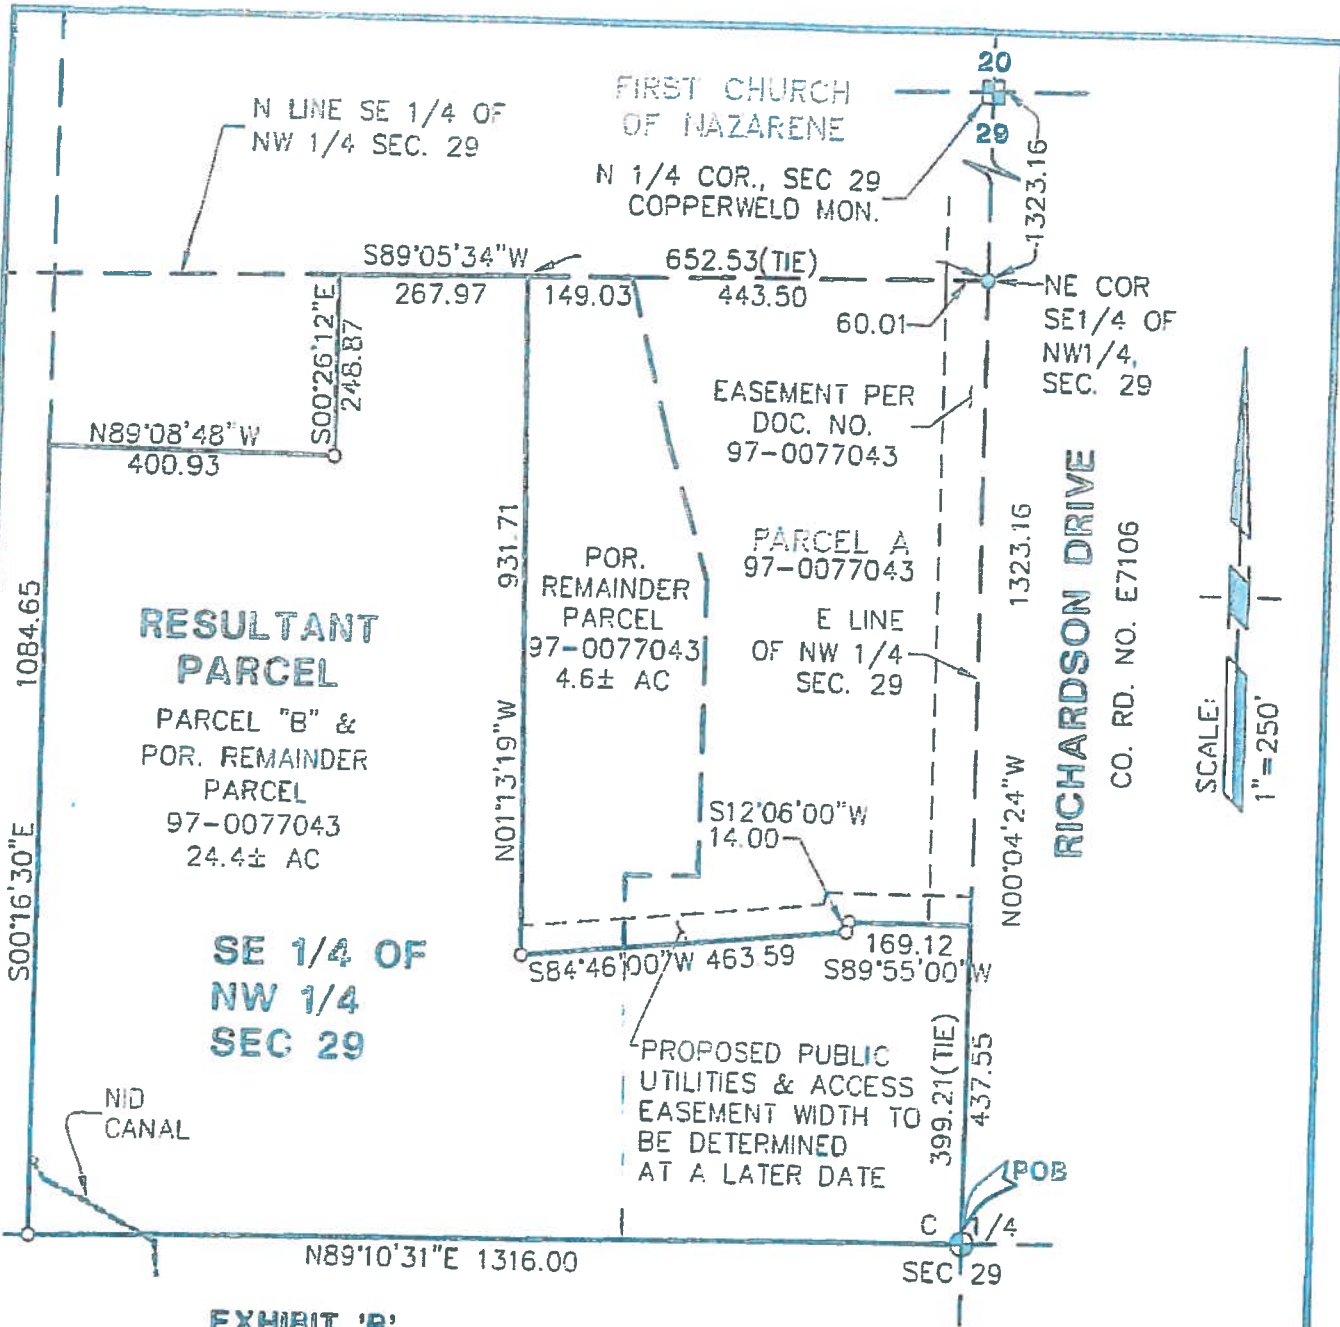 20
29
FIRST CHURCH
OF NAZARENE
N LINE SE 1/4 OF
NW 1/4 SEC. 29
N 1/4 COR., SEC 29
COPPERWELD MON.
1323.16
S89°05'34"W
267.97
149.03
652.53(TIE)
443.50
60.01
NE COR
SE1/4 OF
NW1/4,
SEC. 29
S00°26'12"E
248.87
N89°08'48"W
400.93
EASEMENT PER
DOC. NO.
97-0077043
PARCEL A
97-0077043
E LINE
OF NW 1/4
SEC. 29
1323.16
N00°04'24"W
RICHARDSON DRIVE
CO. RD. NO. E7106
SCALE:
1"=250'
931.71
N01°13'19"W
POR.
REMAINDER
PARCEL
97-0077043
4.6± AC
1084.65
S00°16'30"E
RESULTANT
PARCEL
PARCEL "B" &
POR. REMAINDER
PARCEL
97-0077043
24.4± AC
SE 1/4 OF
NW 1/4
SEC 29
S12°06'00"W
14.00
S84°46'00"W 463.59
169.12
S89°55'00"W
PROPOSED PUBLIC
UTILITIES & ACCESS
EASEMENT WIDTH TO
BE DETERMINED
AT A LATER DATE
399.21(TIE)
437.55
NID
CANAL
POB
C 1/4
SEC 29
N89°10'31"E 1316.00
EXHIBIT 'B'